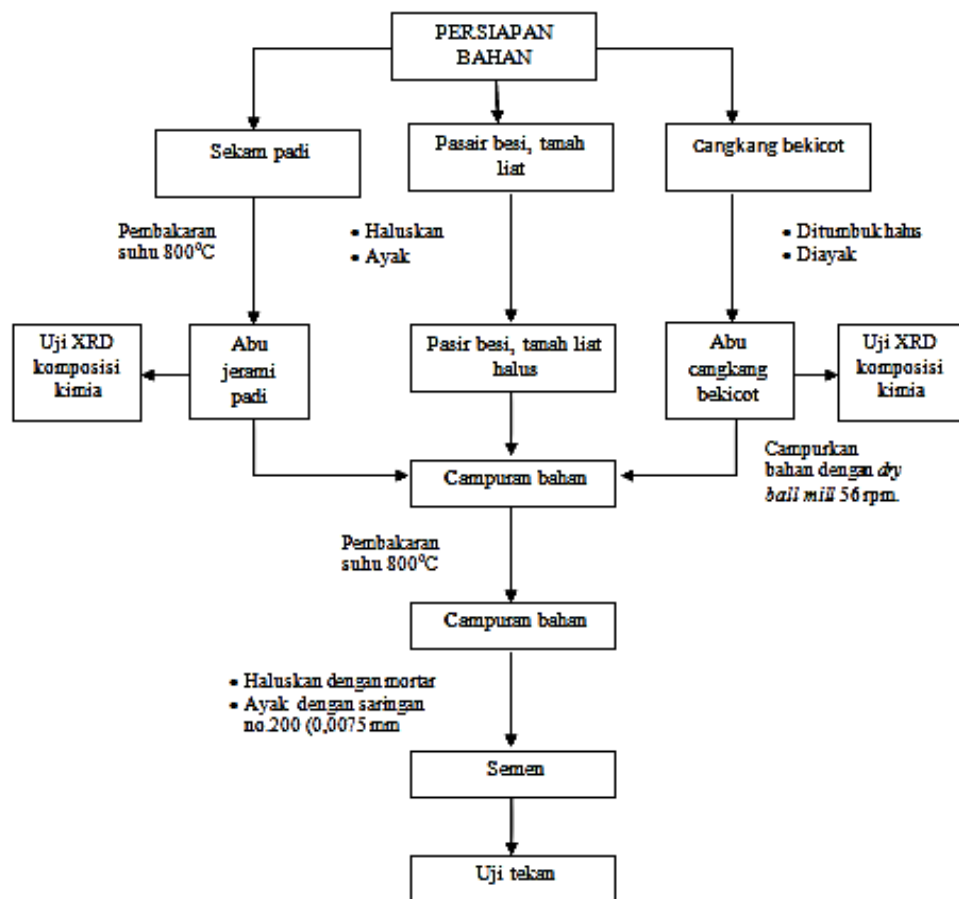 PERSIAPAN
BAHAN
Sekam padi
Pasair besi, tanah
liat
Cangkang bekicot
Pembakaran
suhu 800⁰C
• Haluskan
• Ayak
• Ditumbuk halus
• Diayak
Uji XRD
komposisi
kimia
Abu
jerami
padi
Pasir besi, tanah liat
halus
Abu
cangkang
bekicot
Uji XRD
komposisi
kimia
Campuran bahan
Campurkan
bahan dengan dry
ball mill 56 rpm.
Pembakaran
suhu 800⁰C
Campuran bahan
• Haluskan dengan mortar
• Ayak dengan saringan
no.200 (0,0075 mm
Semen
Uji tekan